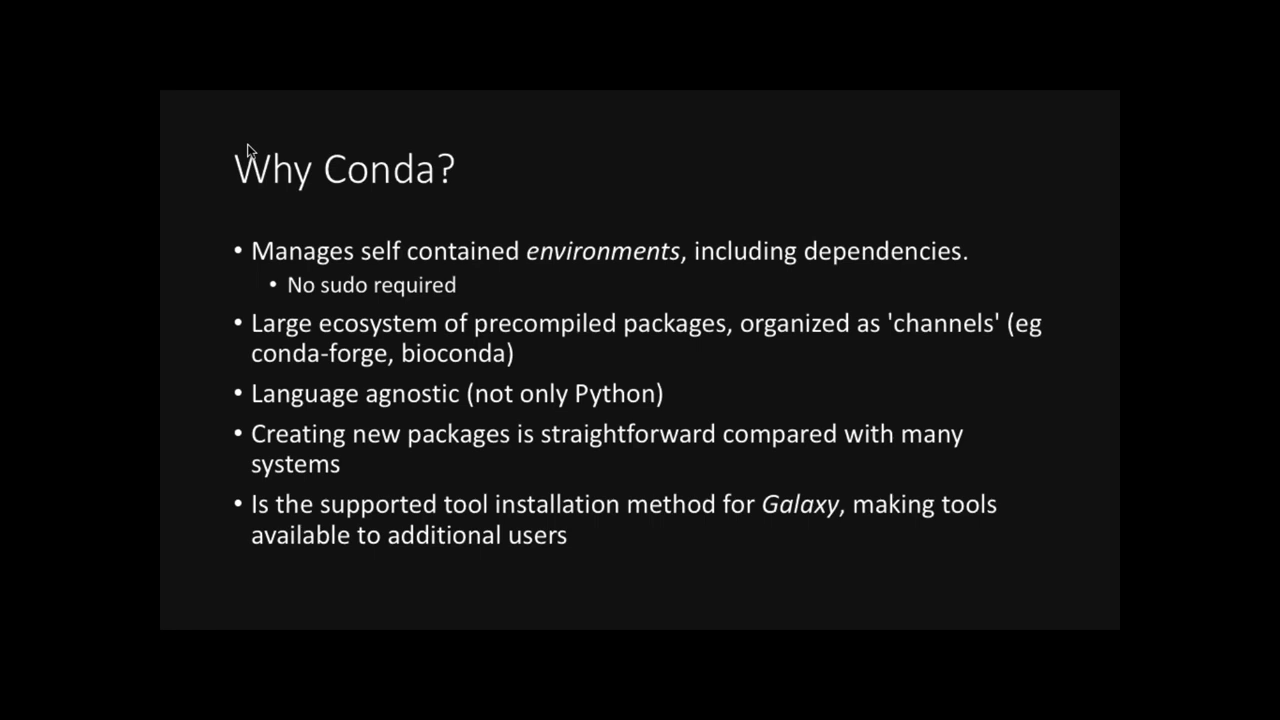 Why Conda?
• Manages self contained environments, including dependencies.
• No sudo required
• Large ecosystem of precompiled packages, organized as 'channels' (eg
conda-forge, bioconda)
• Language agnostic (not only Python)
• Creating new packages is straightforward compared with many
systems
• Is the supported tool installation method for Galaxy, making tools
available to additional users